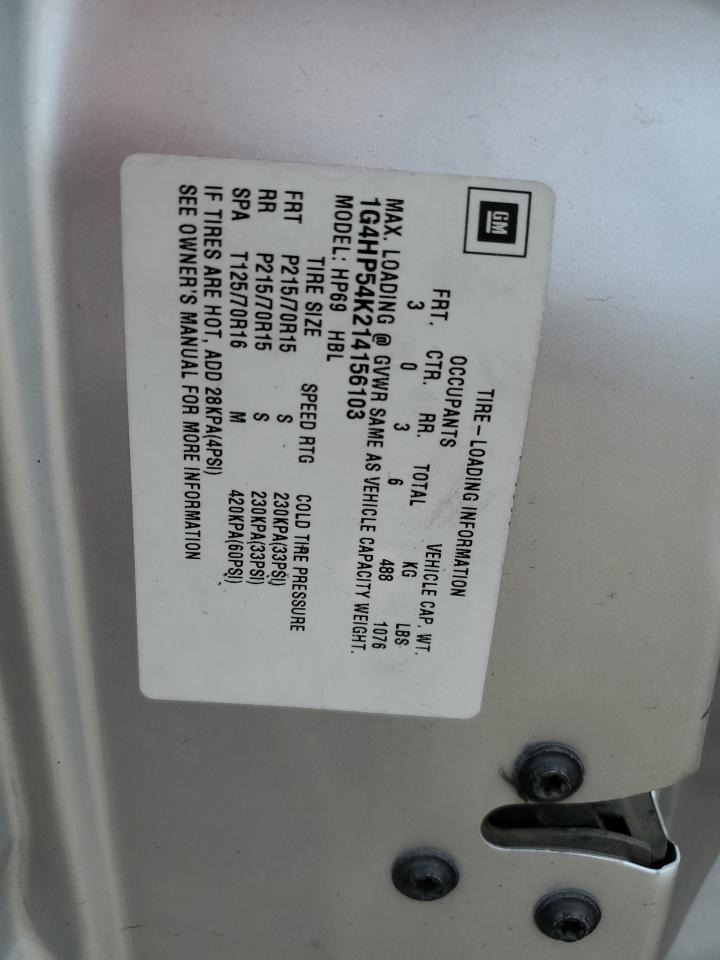 GM
TIRE-LOADING INFORMATION
OCCUPANTS VEHICLE CAP. WT.
FRT. CTR. RR. TOTAL KG LBS
3 0 3 6 488 1076
MAX. LOADING @ GVWR SAME AS VEHICLE CAPACITY WEIGHT.
1G4HP54K214156103
MODEL: HP69 HBL
TIRE SIZE SPEED RTG COLD TIRE PRESSURE
FRT P215/70R15 S 230KPA(33PSI)
RR P215/70R15 S 230KPA(33PSI)
SPA T125/70R16 M 420KPA(60PSI)
IF TIRES ARE HOT, ADD 28KPA(4PSI)
SEE OWNER'S MANUAL FOR MORE INFORMATION